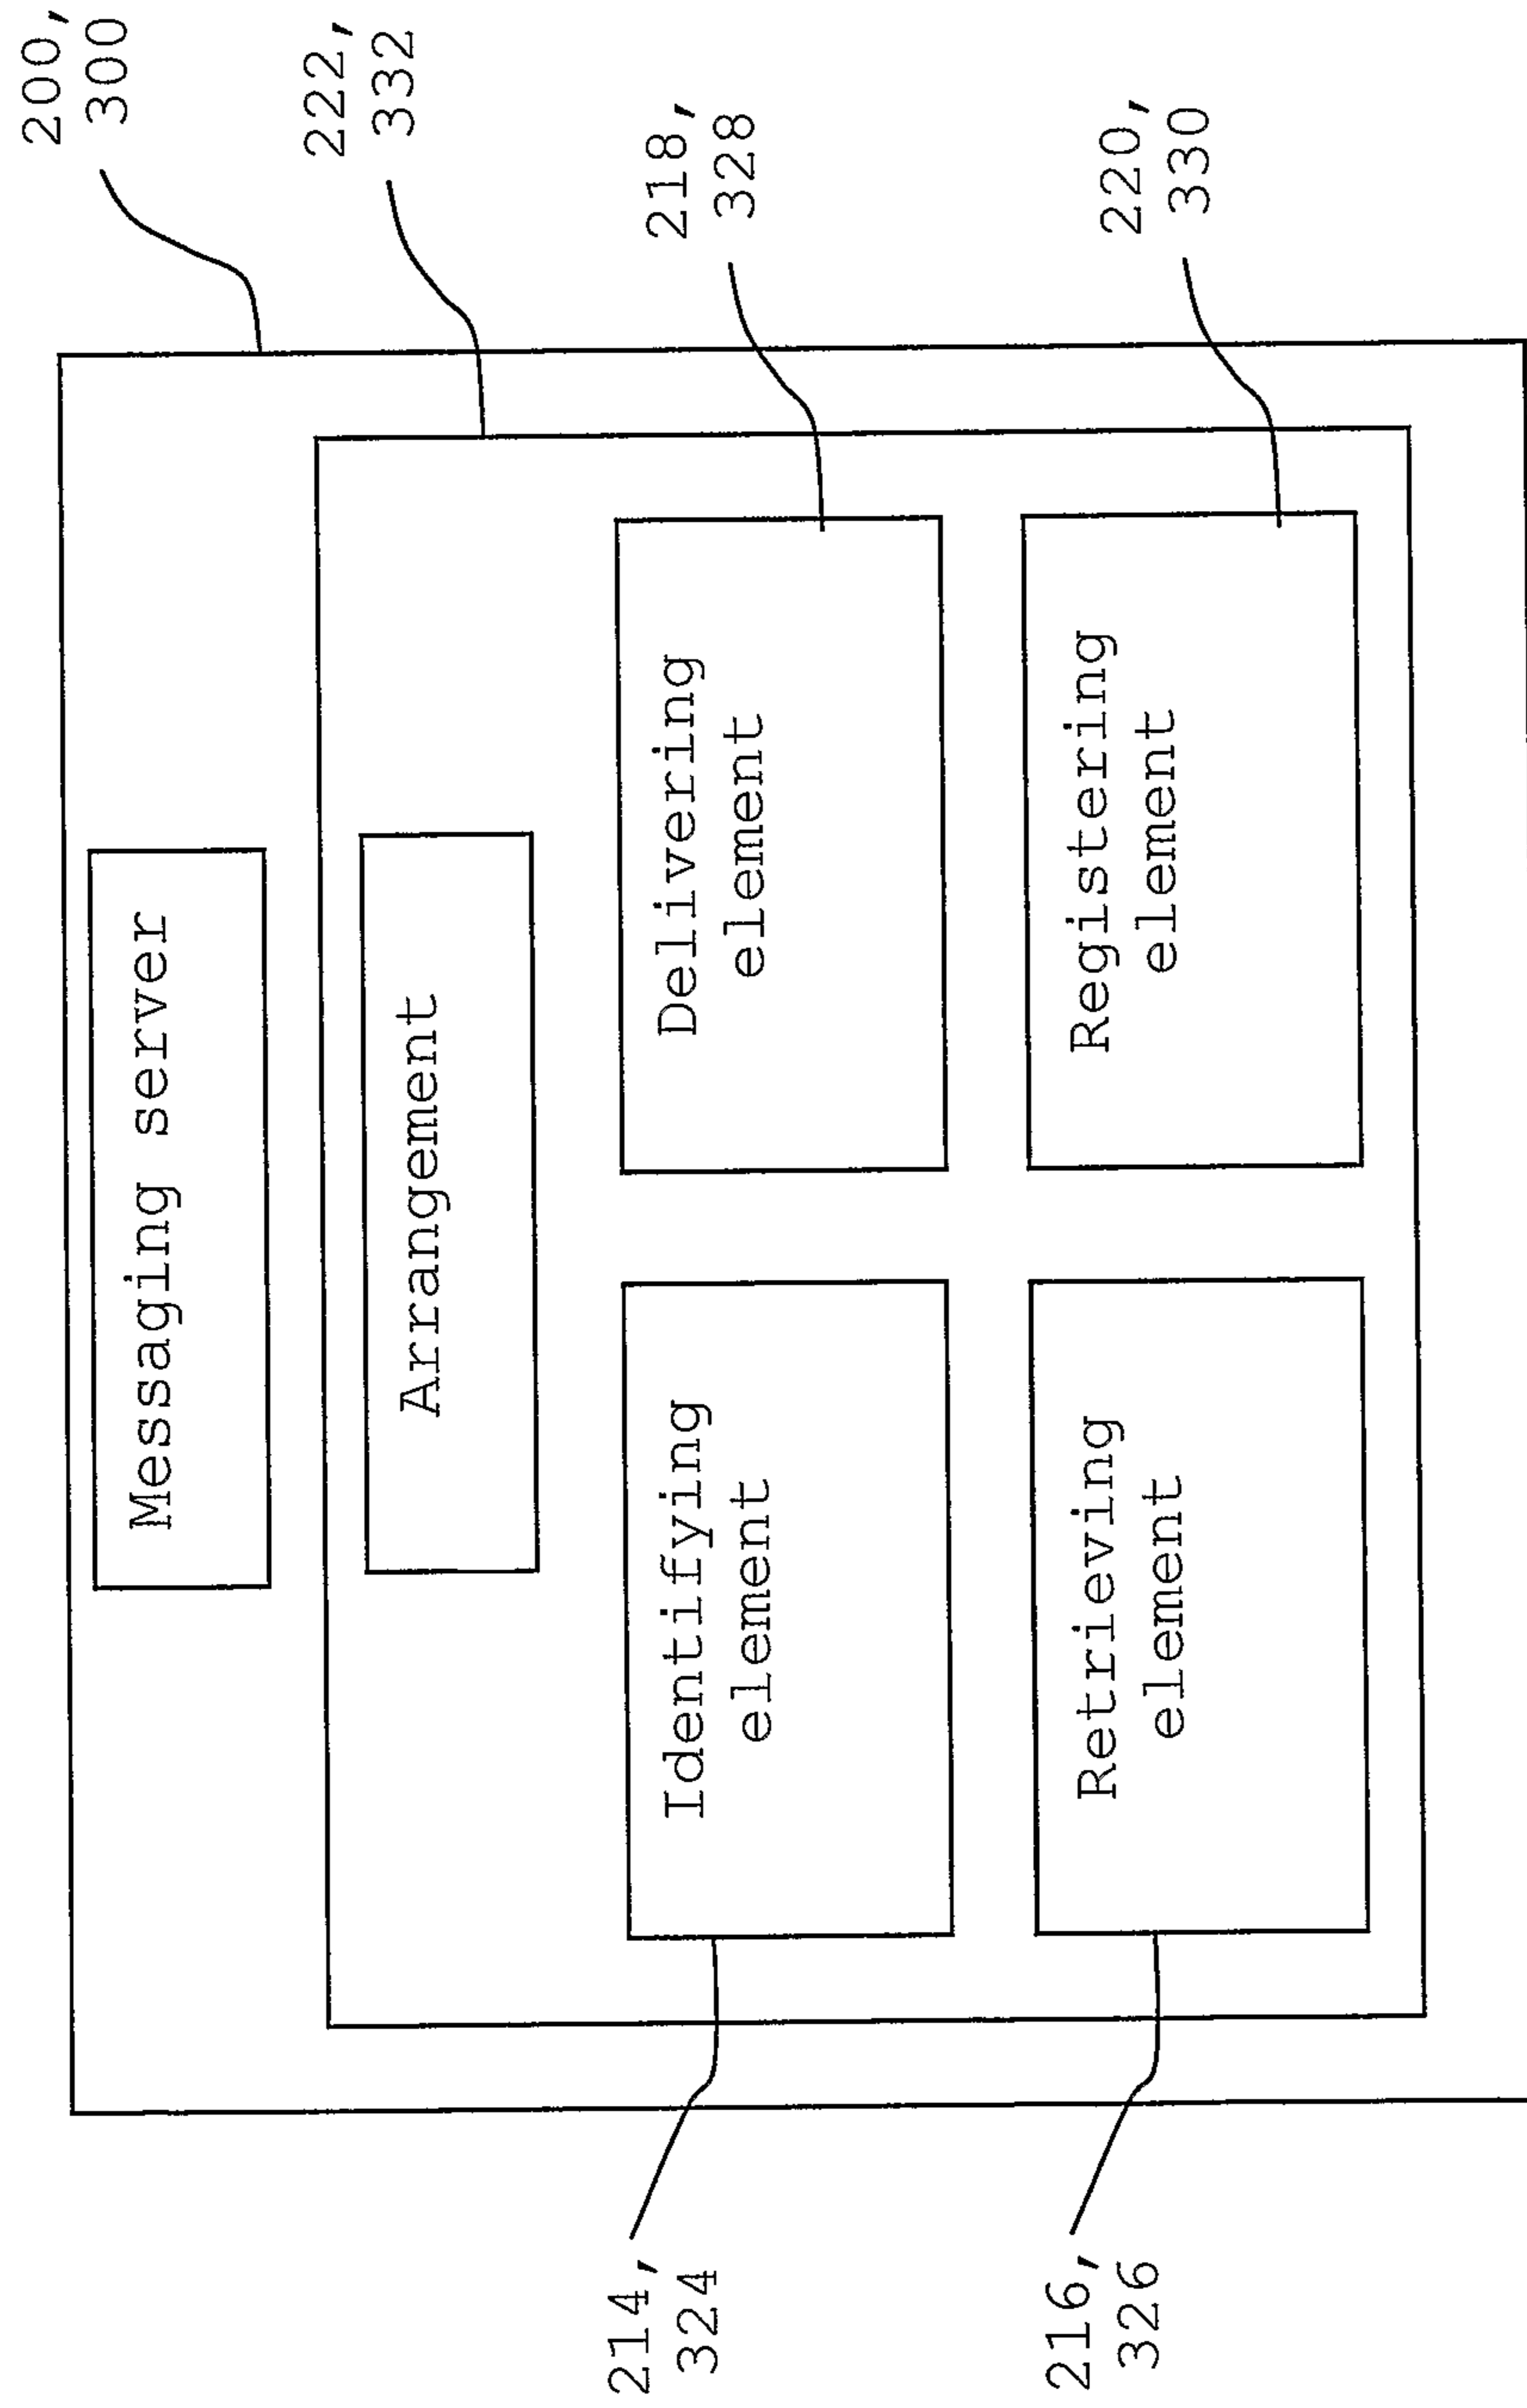 200,
300
Messaging server
222,
332
Arrangement
214,
324
Identifying
element
Delivering
element
218,
328
216,
326
Retrieving
element
Registering
element
220,
330